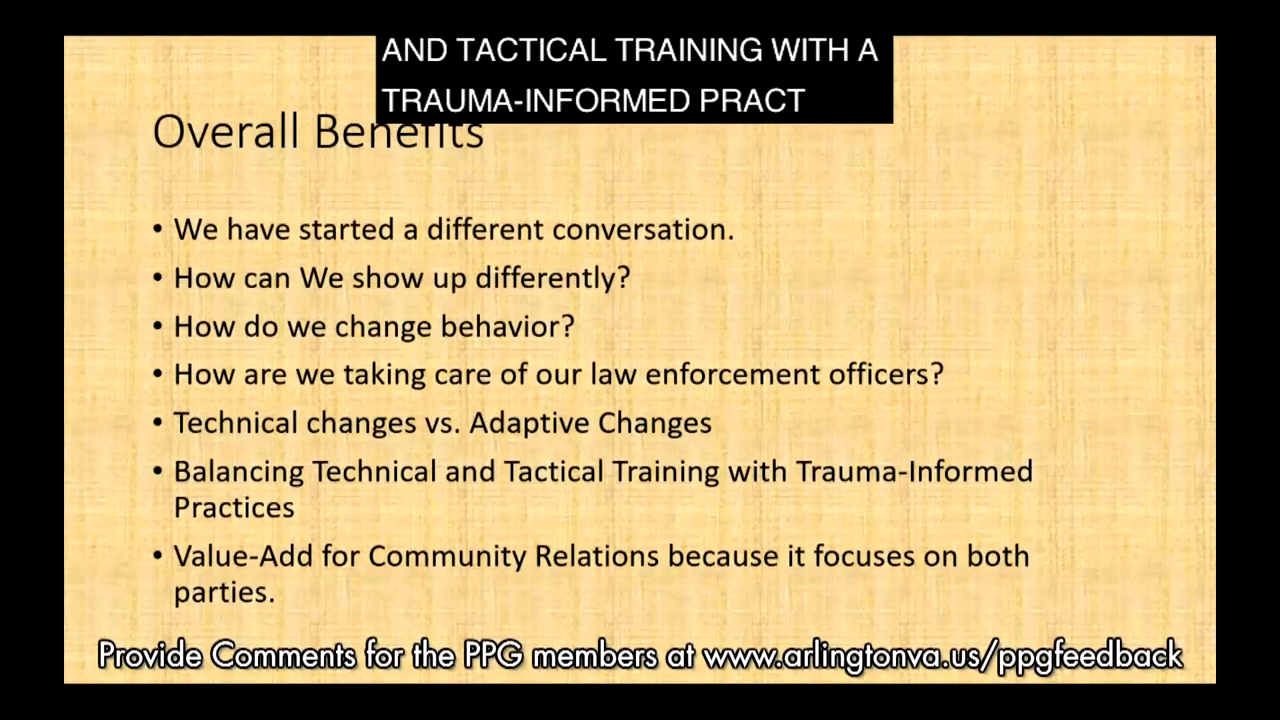 AND TACTICAL TRAINING WITH A
TRAUMA-INFORMED PRACT
Overall Benefits
• We have started a different conversation.
• How can We show up differently?
• How do we change behavior?
• How are we taking care of our law enforcement officers?
• Technical changes vs. Adaptive Changes
• Balancing Technical and Tactical Training with Trauma-Informed
Practices
• Value-Add for Community Relations because it focuses on both
parties.
Provide Comments for the PPG members at www.arlingtonva.us/ppgfeedback